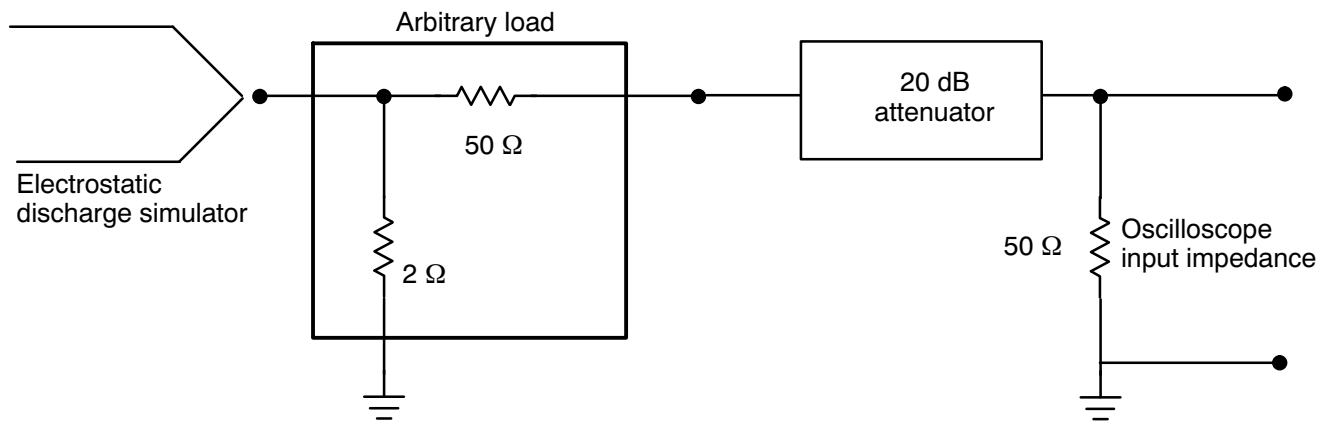 Arbitrary load
20 dB
attenuator
50 Ω
Electrostatic
discharge simulator
2 Ω
50 Ω
Oscilloscope
input impedance